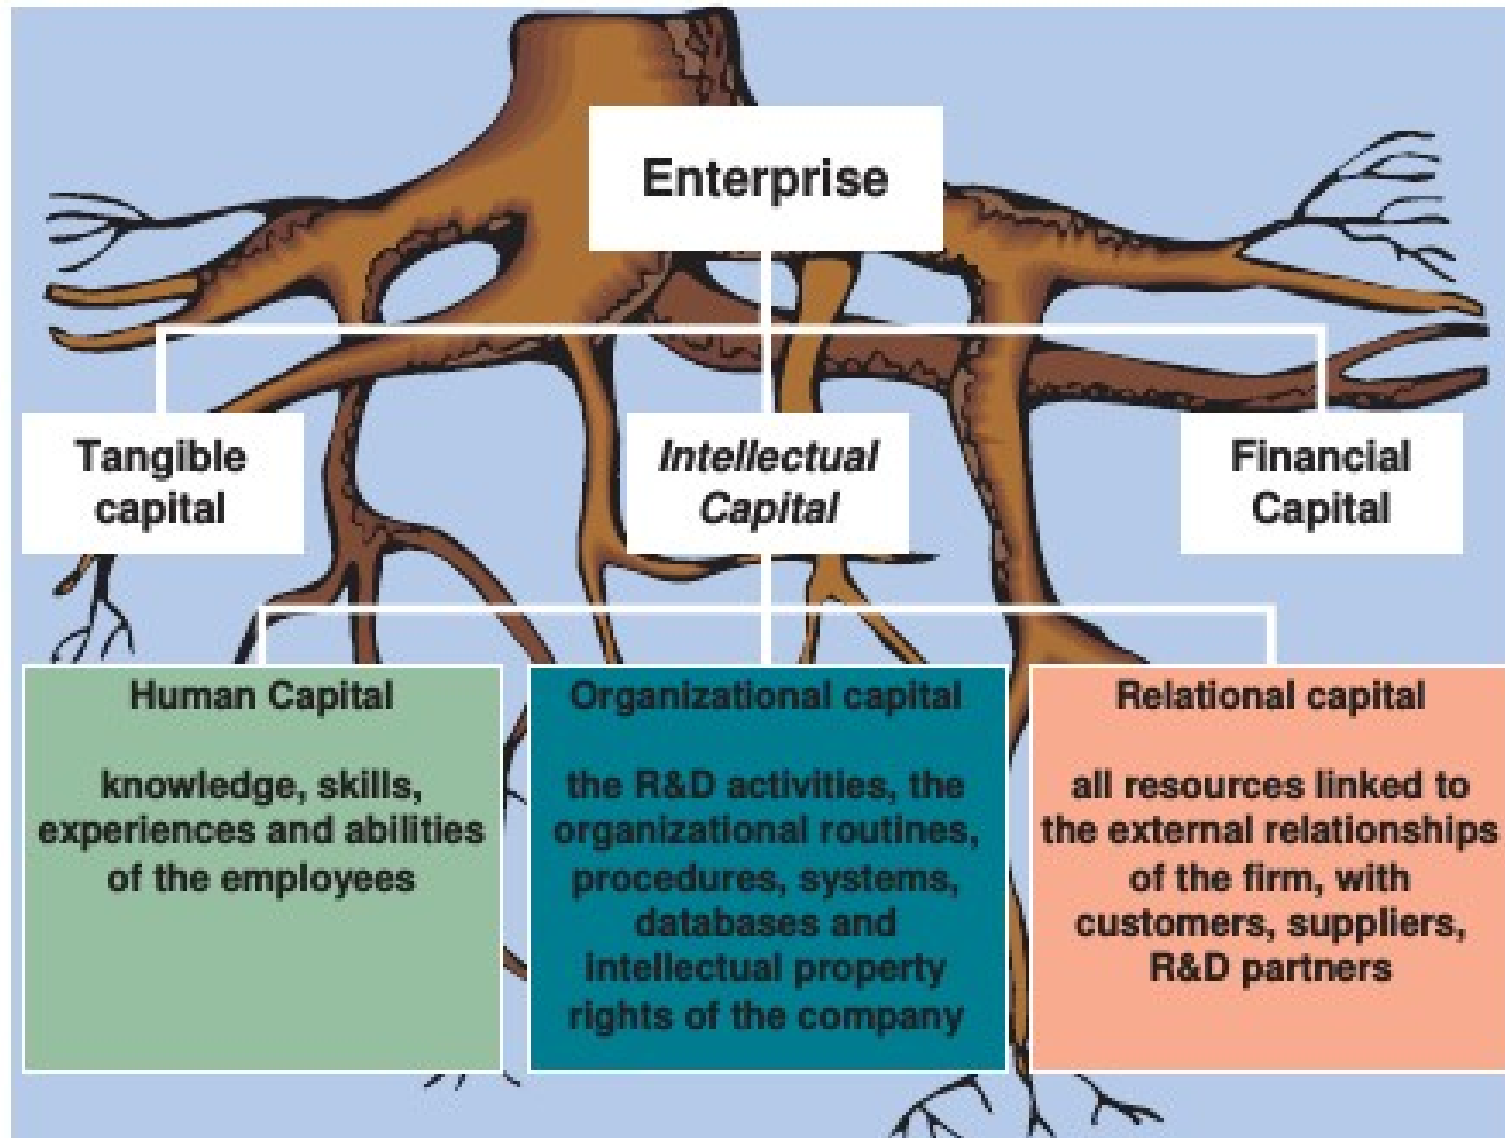 Enterprise
Tangible
capital
Intellectual
Capital
Financial
Capital
Human Capital
knowledge, skills,
experiences and abilities
of the employees
Organizational capital
the R&D activities, the
organizational routines,
procedures, systems,
databases and
intellectual property
rights of the company
Relational capital
all resources linked to
the external relationships
of the firm, with
customers, suppliers,
R&D partners